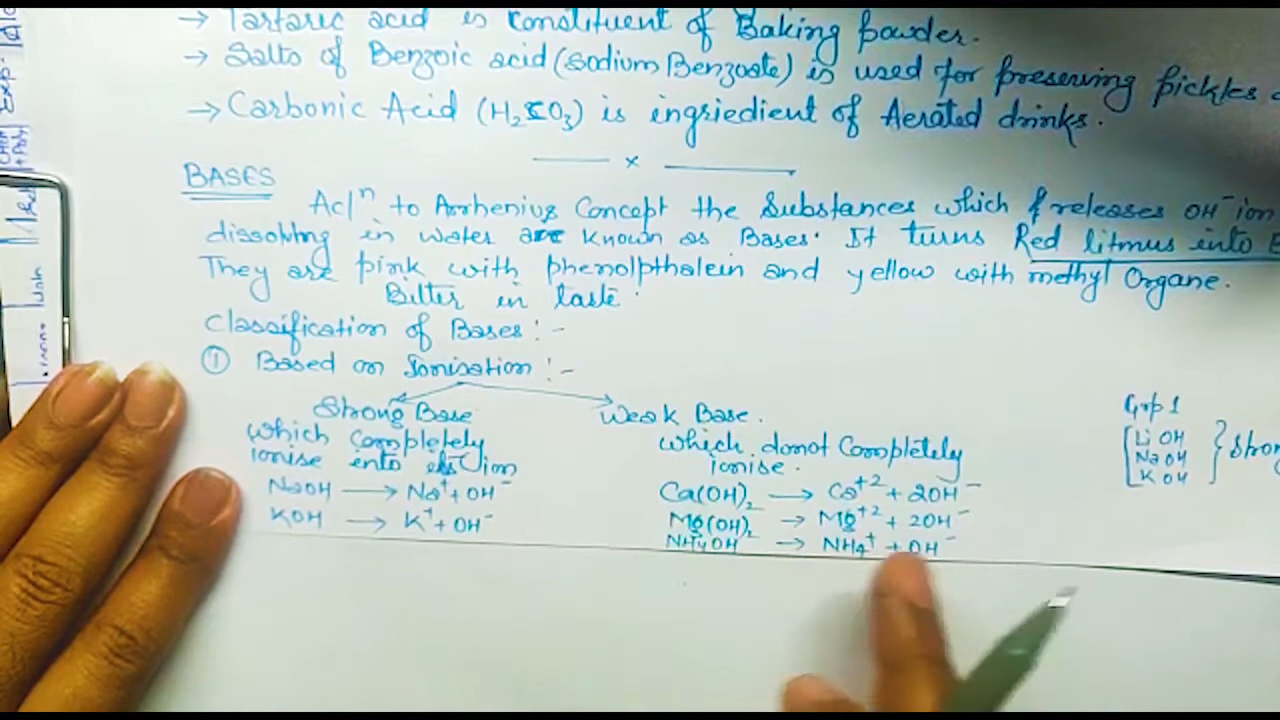 → Tartaric acid is constituent of Baking powder.
→ Salts of Benzoic acid (Sodium Benzoate) is used for preserving pickles
→ Carbonic Acid (H₂CO₃) is ingriedient of Aerated drinks.
BASES
Ac/ⁿ to Arrhenius Concept the Substances which releases OH⁻ ion
dissolving in water are known as Bases. It turns Red litmus into
They are pink with phenolpthalein and yellow with methyl Organe.
Bitter in taste.
Classification of Bases :-
① Based on Ionisation :-
Strong Base
which completely
ionise into ion
NaOH → Na⁺ + OH⁻
KOH → K⁺ + OH⁻
Weak Base.
which donot Completely
ionise.
Ca(OH)₂ → Ca⁺² + 2OH⁻
Mg(OH)₂ → Mg⁺² + 2OH⁻
NH₄OH → NH₄⁺ + OH⁻
Grp 1
LiOH
NaOH
KOH
Strong